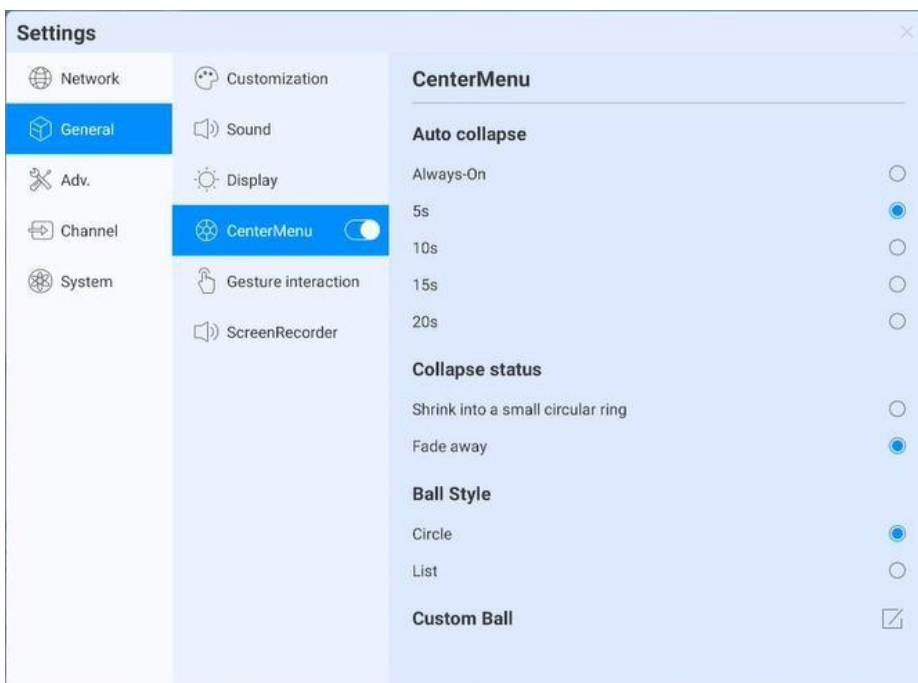 Settings
Network
General
Adv.
Channel
System
Customization
Sound
Display
CenterMenu
Gesture interaction
ScreenRecorder
CenterMenu
Auto collapse
Always-On
5s
10s
15s
20s
Collapse status
Shrink into a small circular ring
Fade away
Ball Style
Circle
List
Custom Ball